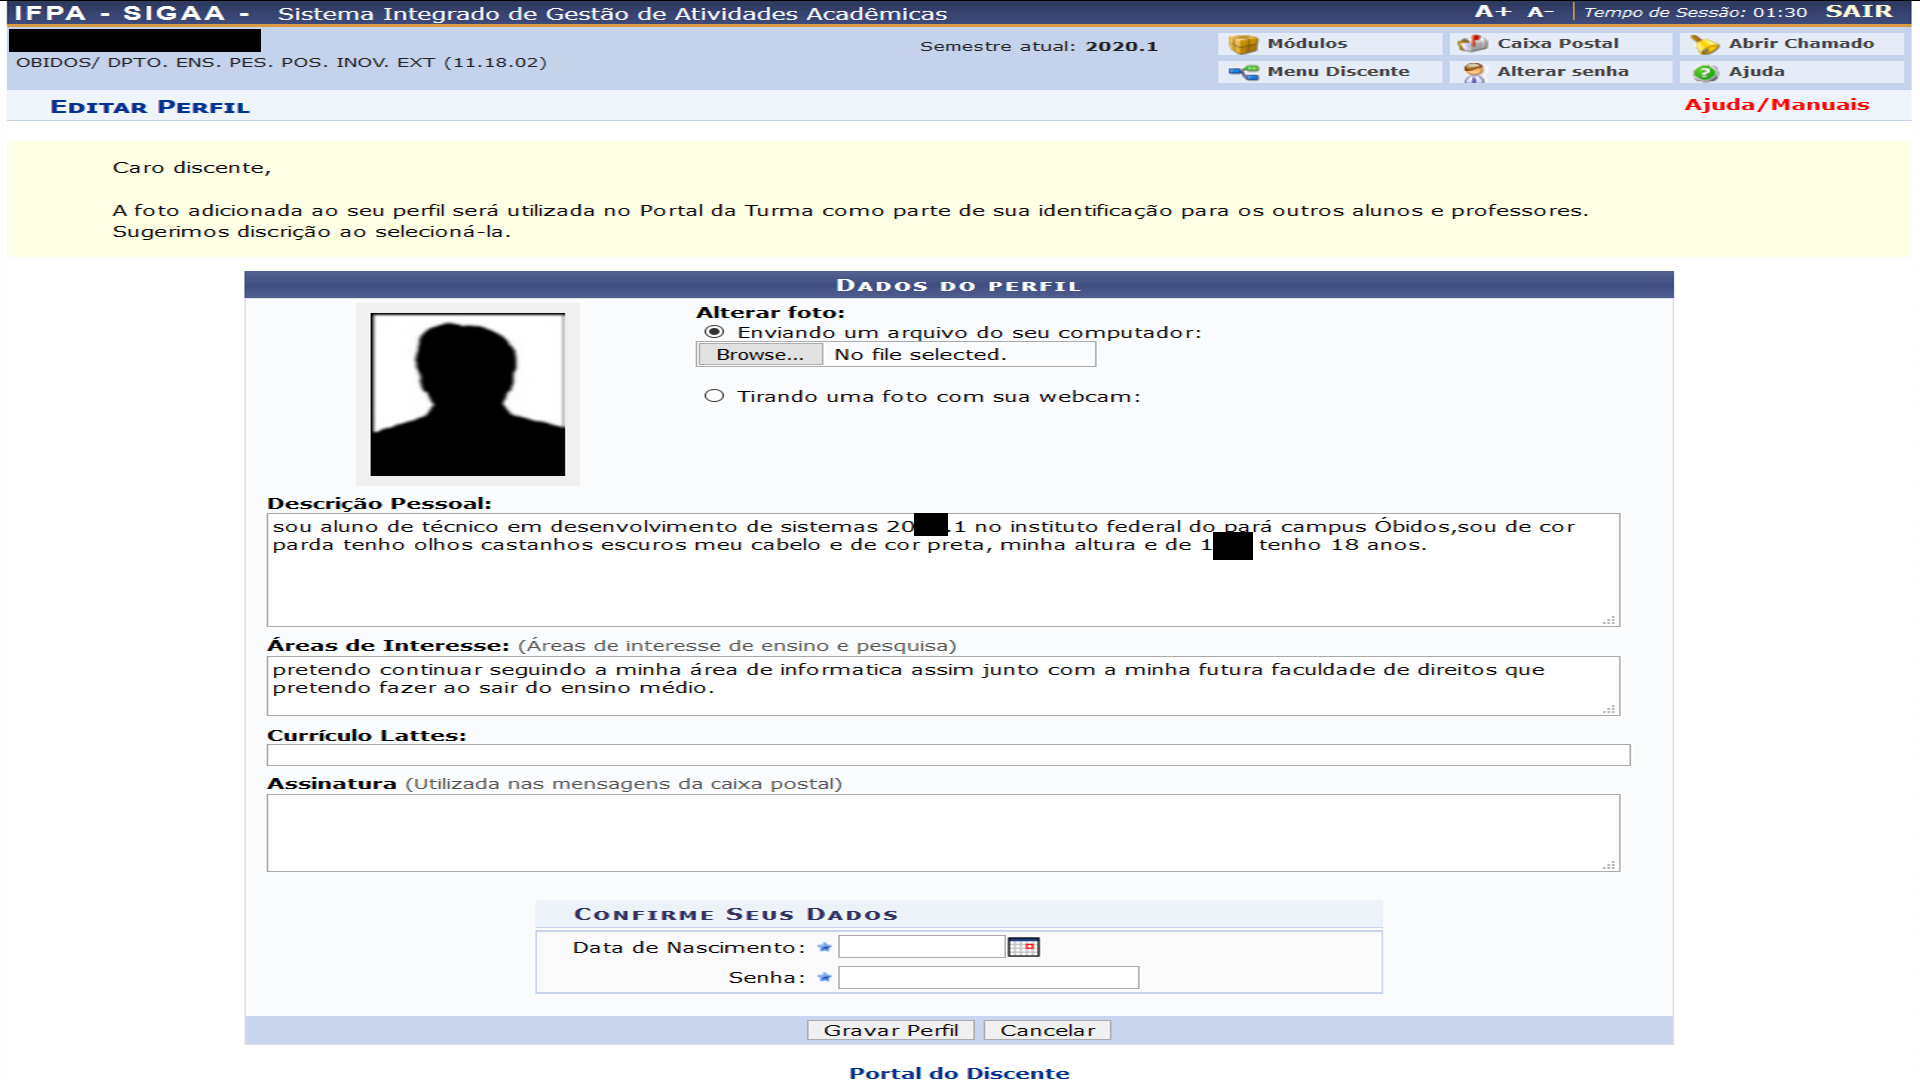 IFPA - SIGAA - Sistema Integrado de Gestão de Atividades Acadêmicas A+ A- Tempo de Sessão: 01:30 SAIR
Semestre atual: 2020.1 Módulos Caixa Postal Abrir Chamado
OBIDOS/ DPTO. ENS. PES. POS. INOV. EXT (11.18.02) Menu Discente Alterar senha Ajuda
EDITAR PERFIL Ajuda/Manuais
Caro discente,
A foto adicionada ao seu perfil será utilizada no Portal da Turma como parte de sua identificação para os outros alunos e professores.
Sugerimos discrição ao selecioná-la.
DADOS DO PERFIL
Alterar foto:
Enviando um arquivo do seu computador:
Browse... No file selected.
Tirando uma foto com sua webcam:
Descrição Pessoal:
sou aluno de técnico em desenvolvimento de sistemas 20 .1 no instituto federal do pará campus Óbidos,sou de cor
parda tenho olhos castanhos escuros meu cabelo e de cor preta, minha altura e de 1 tenho 18 anos.
Áreas de Interesse: (Áreas de interesse de ensino e pesquisa)
pretendo continuar seguindo a minha área de informatica assim junto com a minha futura faculdade de direitos que
pretendo fazer ao sair do ensino médio.
Currículo Lattes:
Assinatura (Utilizada nas mensagens da caixa postal)
CONFIRME SEUS DADOS
Data de Nascimento:
Senha:
Gravar Perfil Cancelar
Portal do Discente